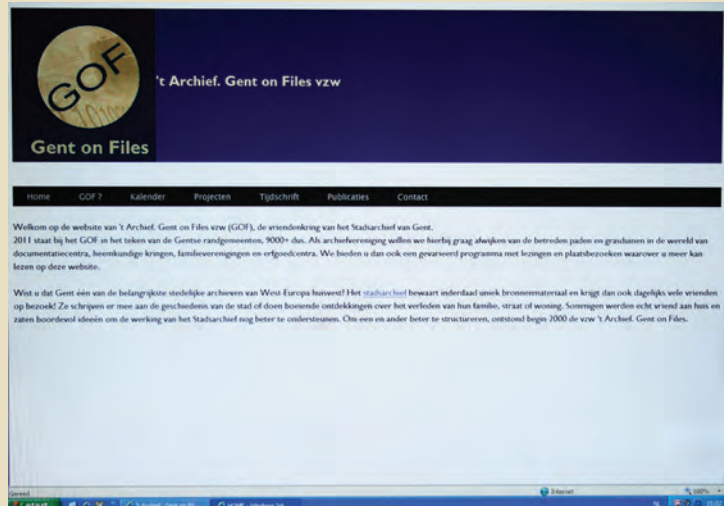 GOF
't Archief. Gent on Files vzw
Gent on Files
Home GOF ? Kalender Projecten Tijdschrift Publicaties Contact
Welkom op de website van 't Archief. Gent on Files vzw (GOF), de vriendenkring van het Stadsarchief van Gent.
2011 staat bij het GOF in het teken van de Gentse randgemeenten, 9000+ dus. Als archiefvereniging willen we hierbij graag afwijken van de betreden paden en grasduinen in de wereld van
documentatiecentra, heemkundige kringen, familieverenigingen en erfgoedcentra. We bieden u dan ook een gevarieerd programma met lezingen en plaatsbezoeken waarover u meer kan
lezen op deze website.
Wist u dat Gent één van de belangrijkste stedelijke archieven van West-Europa huisvest? Het stadsarchief bewaart inderdaad uniek bronnenmateriaal en krijgt dan ook dagelijks vele vrienden
op bezoek! Ze schrijven er mee aan de geschiedenis van de stad of doen boeiende ontdekkingen over het verleden van hun familie, straat of woning. Sommigen werden echt vriend aan huis en
zaten boordevol ideeën om de werking van het Stadsarchief nog beter te ondersteunen. Om een en ander beter te structureren, ontstond begin 2000 de vzw 't Archief. Gent on Files.
Gereed Internet 100%
start NL 15:02